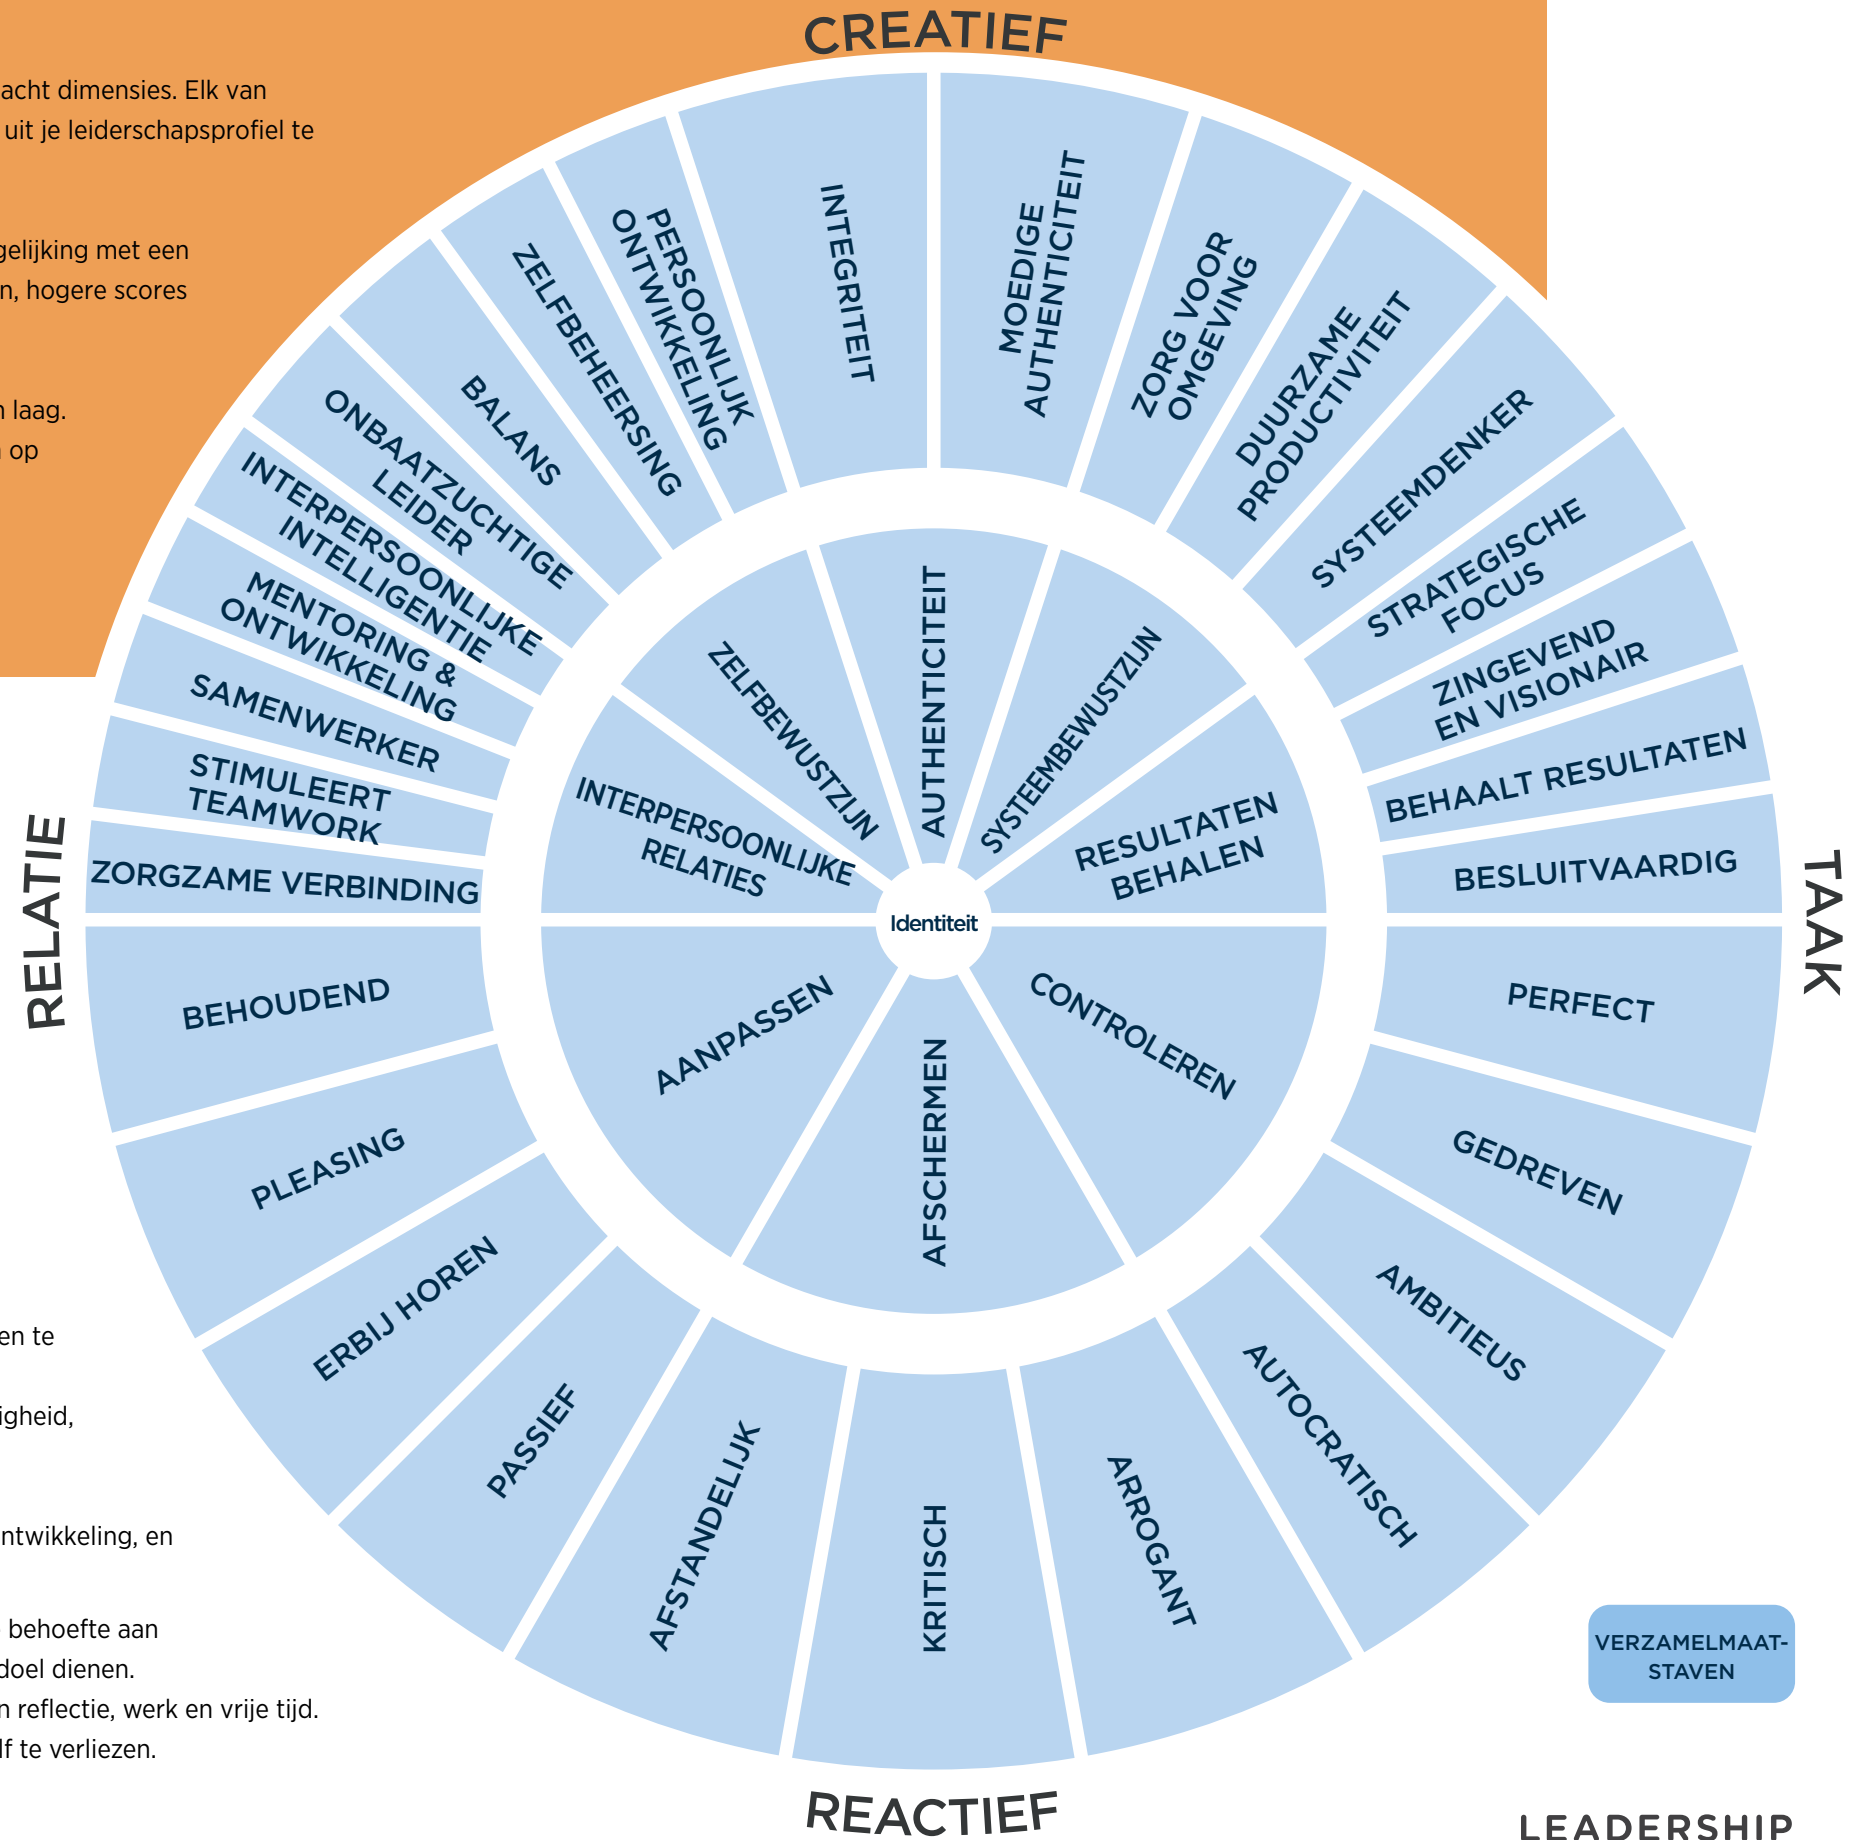 CREATIEF
acht dimensies. Elk van
uit je leiderschapsprofiel te
gelijking met een
n, hogere scores
n laag.
op
INTEGRITEIT
MOEDIGE
AUTHENTICITEIT
ZORG VOOR
OMGEVING
DUURZAME
PRODUCTIVITEIT
SYSTEEMDENKER
STRATEGISCHE
FOCUS
ZINGEVEND
EN VISIONAIR
BEHAALT RESULTATEN
BESLUITVAARDIG
PERSOONLIJK
ONTWIKKELING
ZELFBEHEERSING
BALANS
ONBAATZUCHTIGE
LEIDER
INTERPERSOONLIJKE
INTELLIGENTIE
MENTORING &
ONTWIKKELING
SAMENWERKER
STIMULEERT
TEAMWORK
ZORGZAME VERBINDING
INTERPERSOONLIJKE
RELATIES
ZELFBEWUSTZIJN
AUTHENTICITEIT
SYSTEEMBEWUSTZIJN
RESULTATEN
BEHALEN
RELATIE
Identiteit
TAAK
AANPASSEN
AFSCHERMEN
CONTROLEREN
BEHOUDEND
PLEASING
ERBIJ HOREN
PASSIEF
AFSTANDELIJK
KRITISCH
ARROGANT
AUTOCRATISCH
AMBITIEUS
GEDREVEN
PERFECT
en te
igheid,
ntwikkeling, en
behoefte aan
doel dienen.
n reflectie, werk en vrije tijd.
lf te verliezen.
VERZAMELMAAT-
STAVEN
REACTIEF
LEADERSHIP